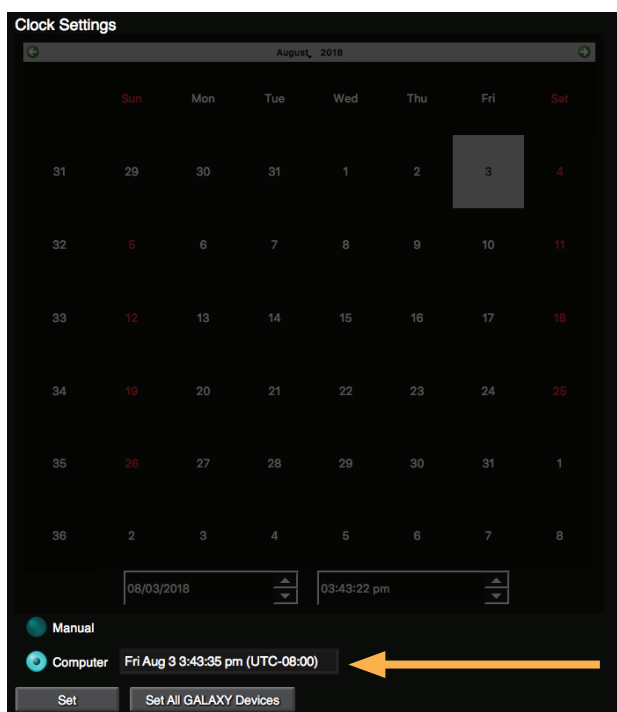 Clock Settings
August, 2018
Sun Mon Tue Wed Thu Fri Sat
31 29 30 31 1 2 3 4
32 5 6 7 8 9 10 11
33 12 13 14 15 16 17 18
34 19 20 21 22 23 24 25
35 26 27 28 29 30 31 1
36 2 3 4 5 6 7 8
08/03/2018 03:43:22 pm
Manual
Computer Fri Aug 3 3:43:35 pm (UTC-08:00)
Set Set All GALAXY Devices